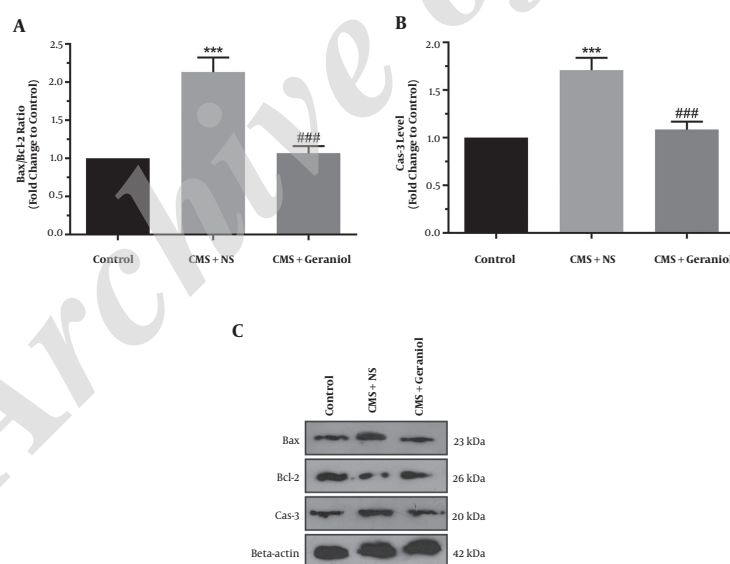 A
Bax/Bcl-2 Ratio
(Fold Change to Control)
2.5
2.0
1.5
1.0
0.5
0.0
***
###
Control
CMS + NS
CMS + Geraniol
B
Cas-3 Level
(Fold Change to Control)
2.0
1.5
1.0
0.5
0.0
***
###
Control
CMS + NS
CMS + Geraniol
C
Control
CMS + NS
CMS + Geraniol
Bax
23 kDa
Bcl-2
26 kDa
Cas-3
20 kDa
Beta-actin
42 kDa
Archive of